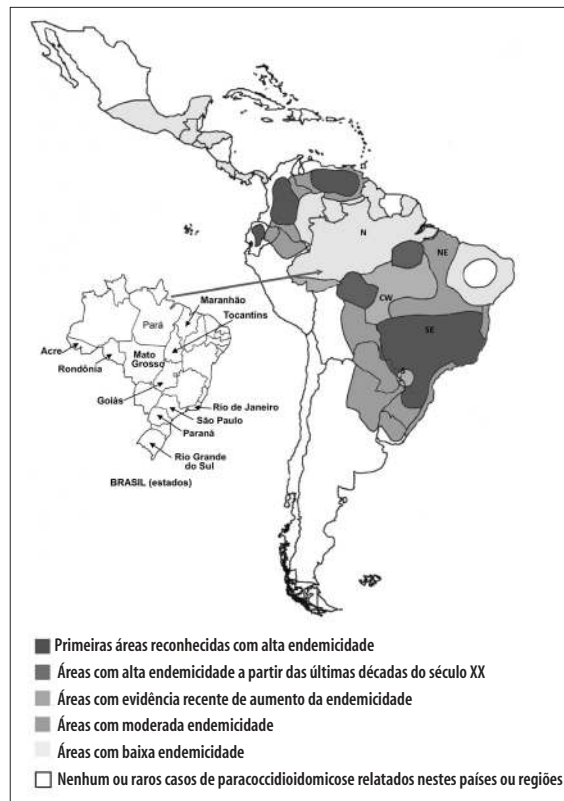 N
NE
CW
SE
S
Maranhão
Pará
Tocantins
Acre
Mato
Grosso
Rondônia
Goiás
Rio de Janeiro
São Paulo
Paraná
Rio Grande
do Sul
BRASIL (estados)
Primeiras áreas reconhecidas com alta endemicidade
Áreas com alta endemicidade a partir das últimas décadas do século XX
Áreas com evidência recente de aumento da endemicidade
Áreas com moderada endemicidade
Áreas com baixa endemicidade
Nenhum ou raros casos de paracoccidioidomicose relatados nestes países ou regiões